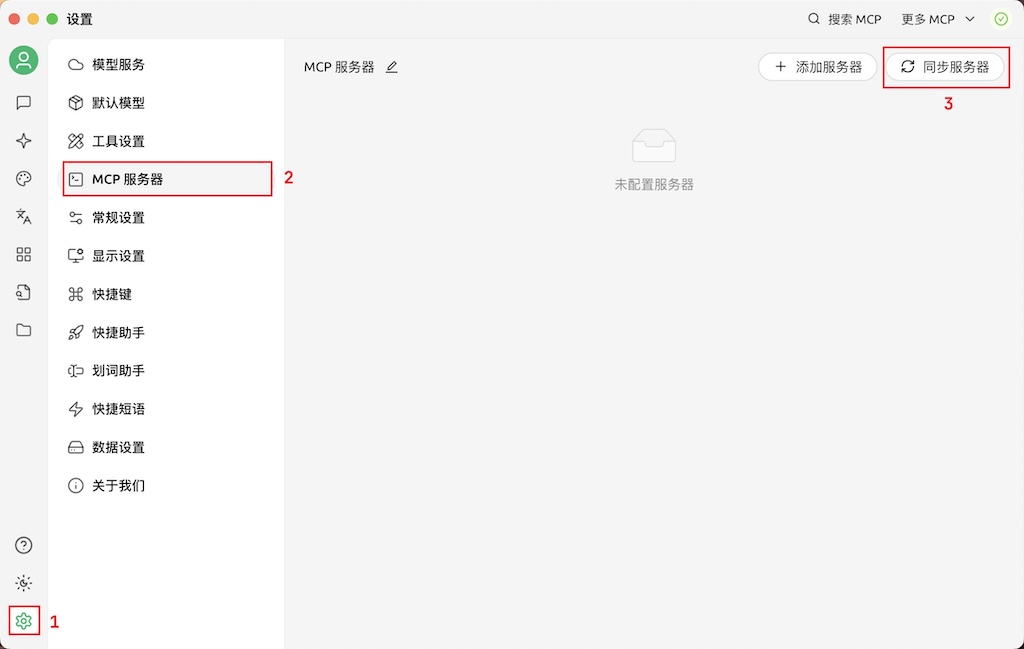 设置
搜索 MCP
更多 MCP
模型服务
默认模型
工具设置
MCP 服务器
2
常规设置
显示设置
快捷键
快捷助手
划词助手
快捷短语
数据设置
关于我们
1
MCP 服务器
添加服务器
同步服务器
3
未配置服务器